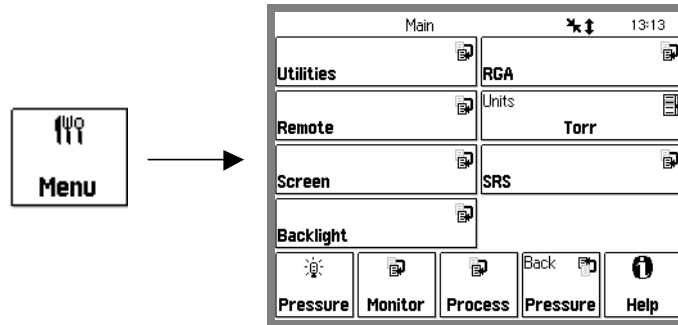 Menu
Main 13:13
Utilities RGA
Units
Remote Torr
Screen SRS
Backlight
Back
Pressure Monitor Process Pressure Help